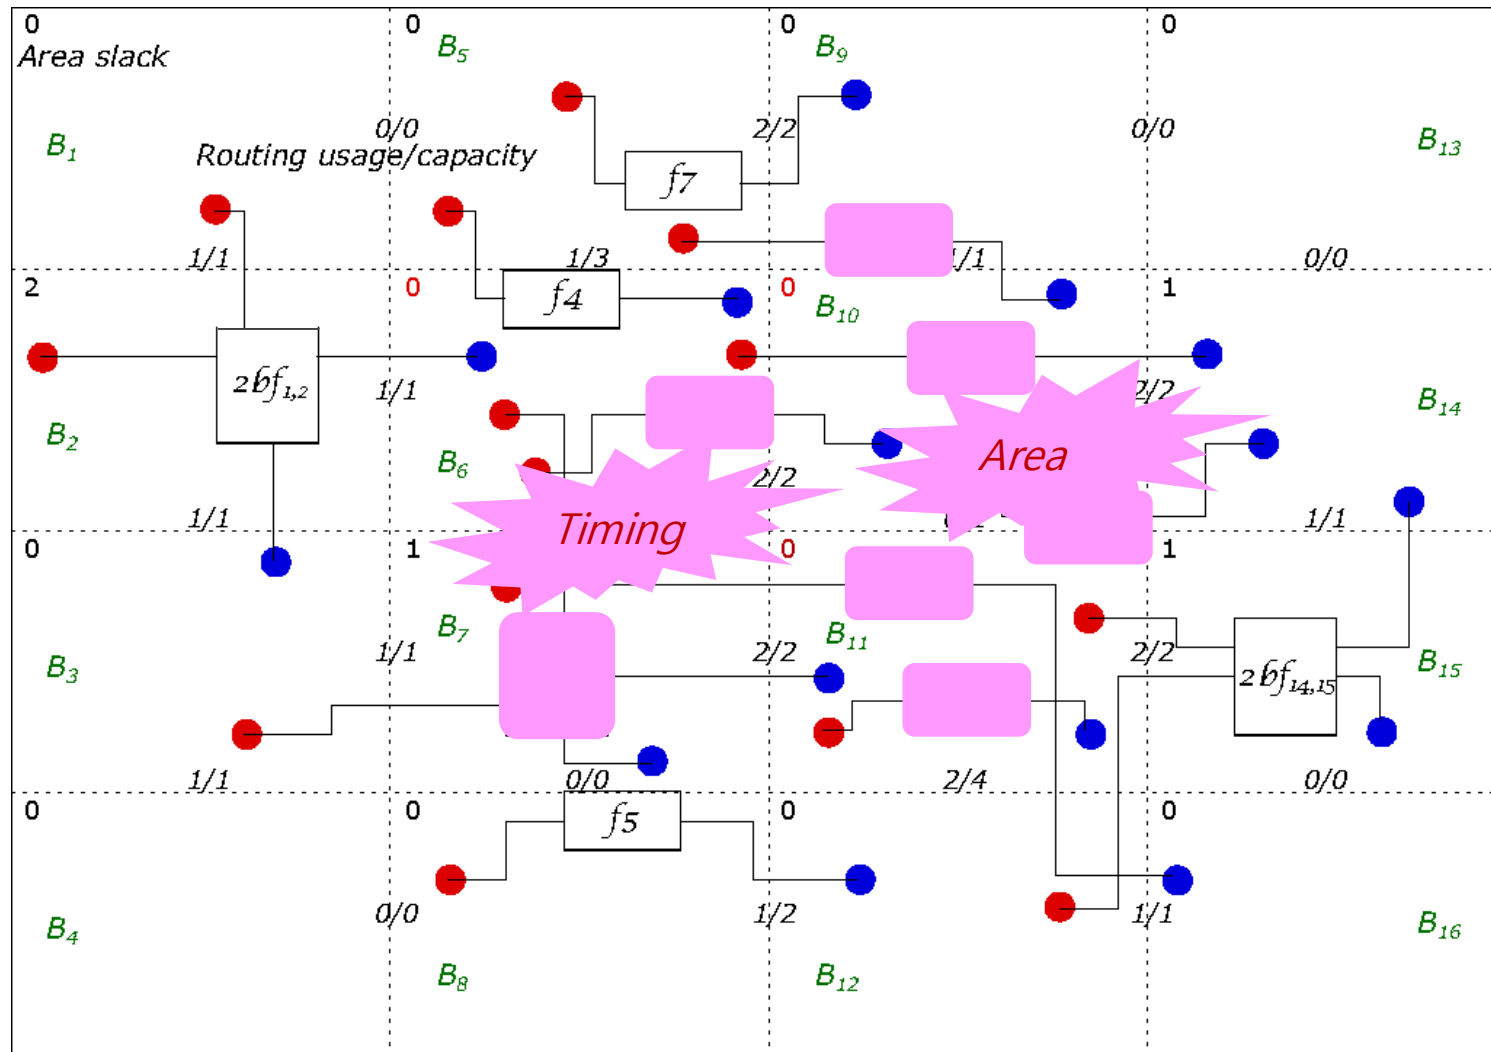 0 0 0 0
Area slack
B5 B9
0/0 2/2 0/0
B1 B13
Routing usage/capacity
f7
1/1 1/3 1/1 0/0
2 0 0 1
f4
B10
2bf1,2
1/1 2/2
B14
B2
B6
Area
2/2
Timing
1/1 1/1
0 1 0 1
B7 B11
1/1 2/2 2/2
B3 B15
2bf14,15
1/1 0/0 2/4 0/0
0 0 0 0
f5
0/0 1/2 1/1
B4 B16
B8 B12